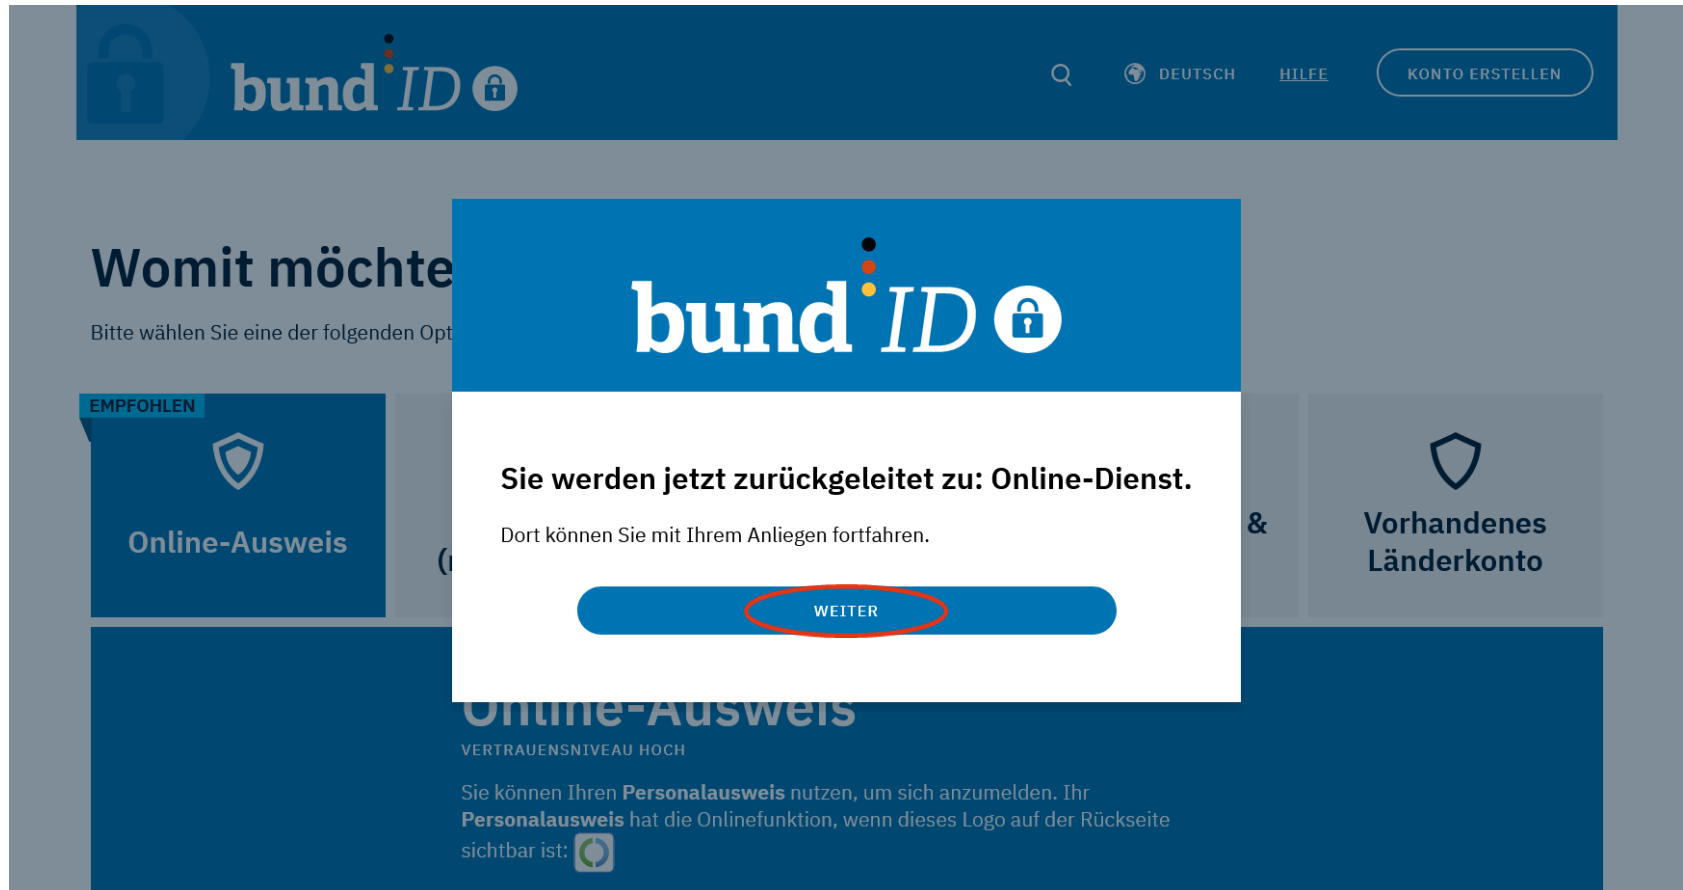 bund ID
DEUTSCH
HILFE
KONTO ERSTELLEN
Womit möchte
Bitte wählen Sie eine der folgenden Opt
bund ID
Sie werden jetzt zurückgeleitet zu: Online-Dienst.
Dort können Sie mit Ihrem Anliegen fortfahren.
WEITER
EMPFOHLEN
Online-Ausweis
&
Vorhandenes
Länderkonto
Online-Ausweis
VERTRAUENSNIVEAU HOCH
Sie können Ihren Personalausweis nutzen, um sich anzumelden. Ihr
Personalausweis hat die Onlinefunktion, wenn dieses Logo auf der Rückseite
sichtbar ist: